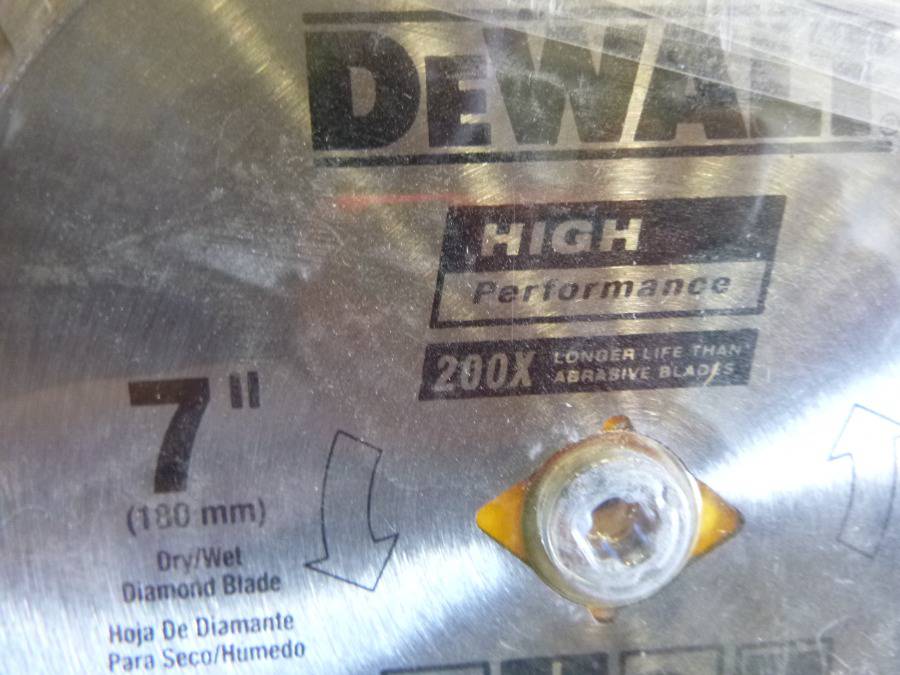 DEWALT
HIGH
Performance
200X
LONGER LIFE THAN
ABRASIVE BLADES
7"
(180 mm)
Dry/Wet
Diamond Blade
Hoja De Diamante
Para Seco/Humedo